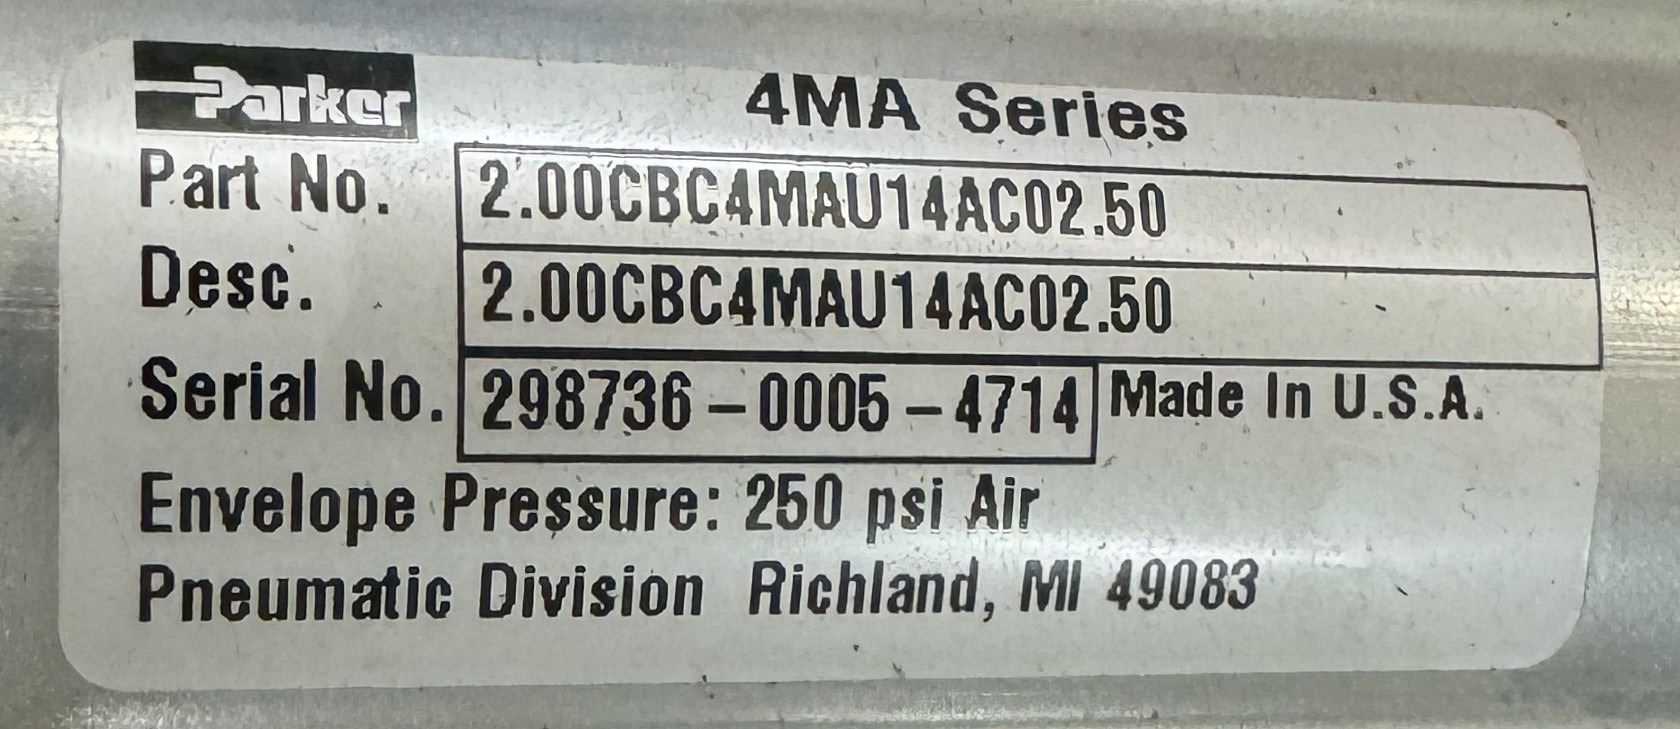 Parker
4MA Series
Part No. 2.00CBC4MAU14AC02.50
Desc. 2.00CBC4MAU14AC02.50
Serial No. 298736-0005-4714 Made In U.S.A.
Envelope Pressure: 250 psi Air
Pneumatic Division Richland, MI 49083